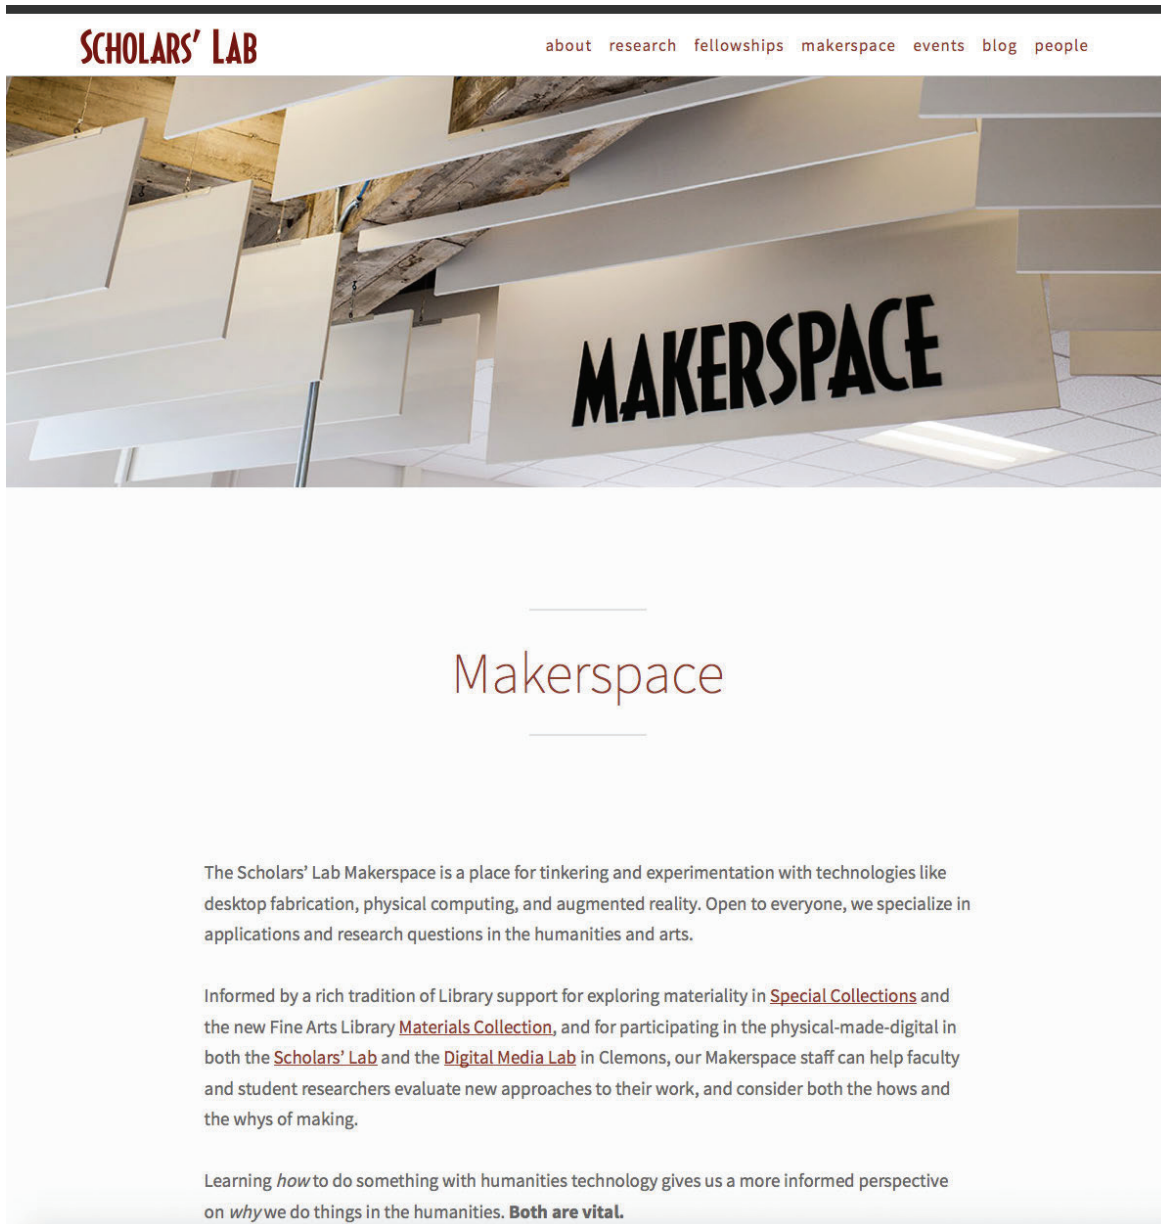 SCHOLARS' LAB
about research fellowships makerspace events blog people
MAKERSPACE
Makerspace
The Scholars’ Lab Makerspace is a place for tinkering and experimentation with technologies like
desktop fabrication, physical computing, and augmented reality. Open to everyone, we specialize in
applications and research questions in the humanities and arts.
Informed by a rich tradition of Library support for exploring materiality in Special Collections and
the new Fine Arts Library Materials Collection, and for participating in the physical-made-digital in
both the Scholars’ Lab and the Digital Media Lab in Clemons, our Makerspace staff can help faculty
and student researchers evaluate new approaches to their work, and consider both the hows and
the whys of making.
Learning how to do something with humanities technology gives us a more informed perspective
on why we do things in the humanities. Both are vital.